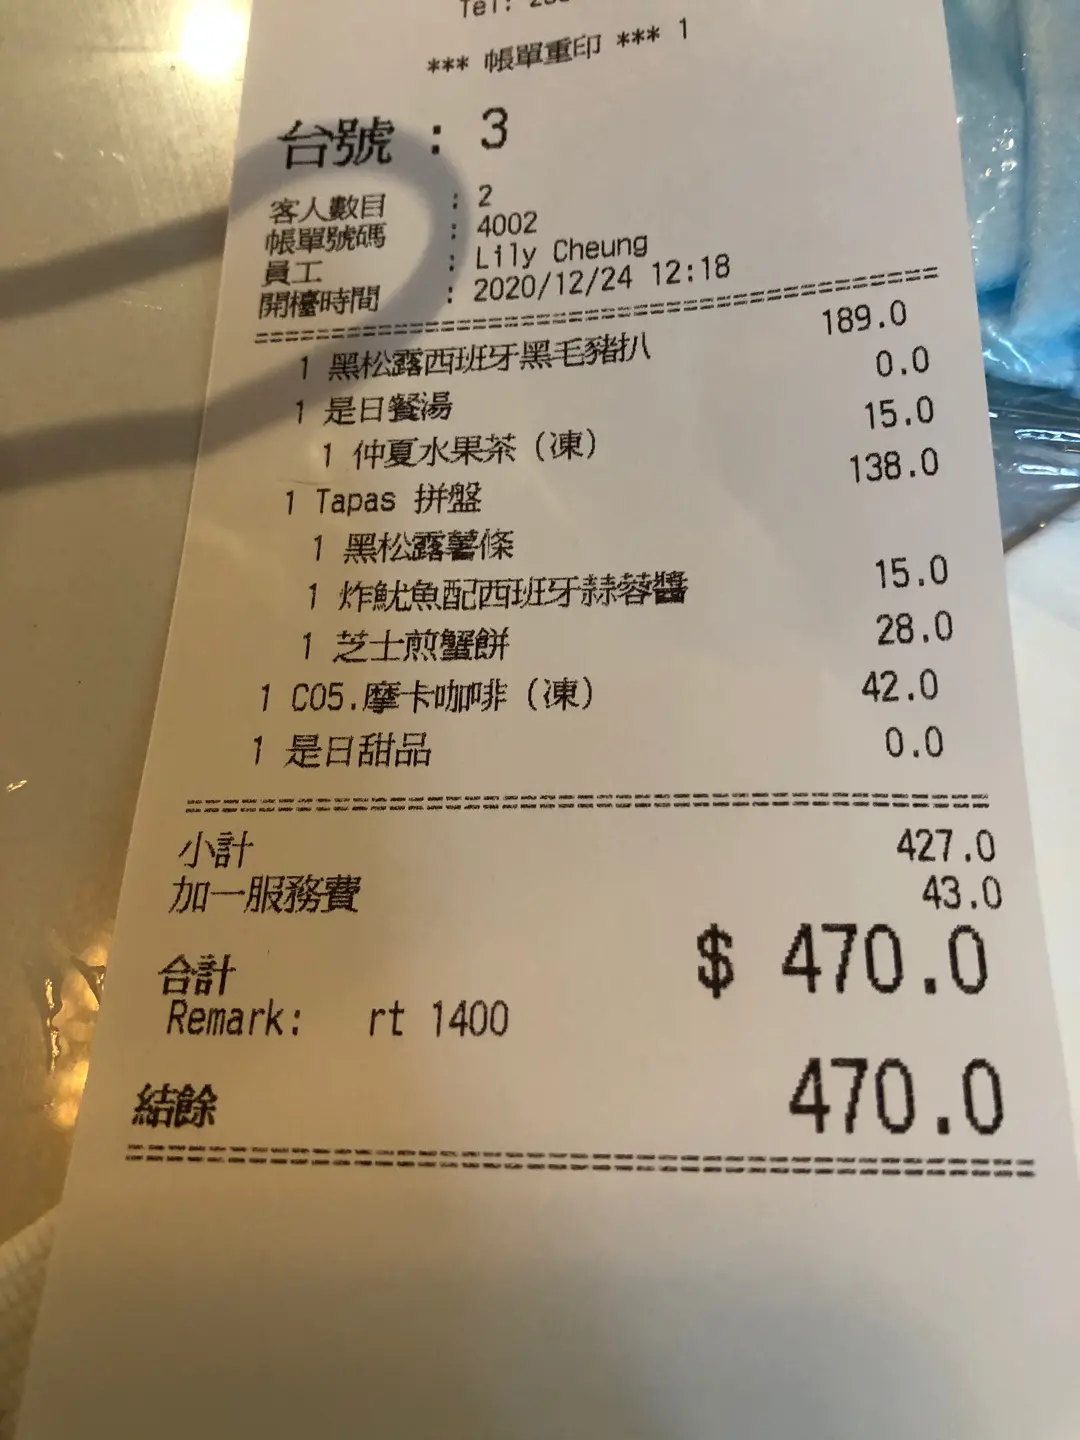 Tel:
*** 帳單重印 *** 1
台號 : 3
客人數目 : 2
帳單號碼 : 4002
員工 : Lily Cheung
開檯時間 : 2020/12/24 12:18
1 黑松露西班牙黑毛豬扒 189.0
1 是日餐湯 0.0
1 仲夏水果茶 (凍) 15.0
1 Tapas 拼盤 138.0
1 黑松露薯條
1 炸魷魚配西班牙蒜蓉醬 15.0
1 芝士煎蟹餅 28.0
1 C05.摩卡咖啡 (凍) 42.0
1 是日甜品 0.0
小計 427.0
加一服務費 43.0
合計 $ 470.0
Remark: rt 1400
結餘 470.0